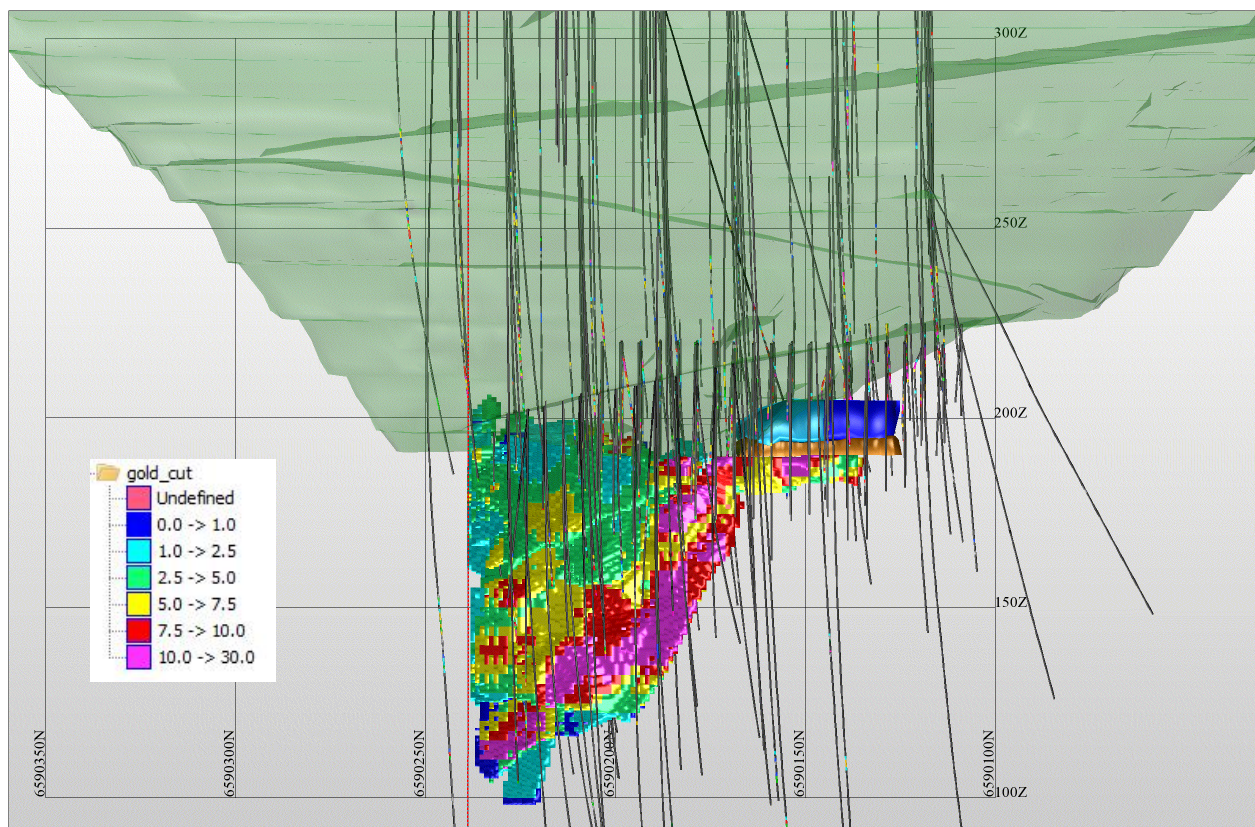 300Z
250Z
200Z
150Z
100Z
gold_cut
Undefined
0.0 -> 1.0
1.0 -> 2.5
2.5 -> 5.0
5.0 -> 7.5
7.5 -> 10.0
10.0 -> 30.0
6590350N
6590300N
6590250N
6590200N
6590150N
6590100N